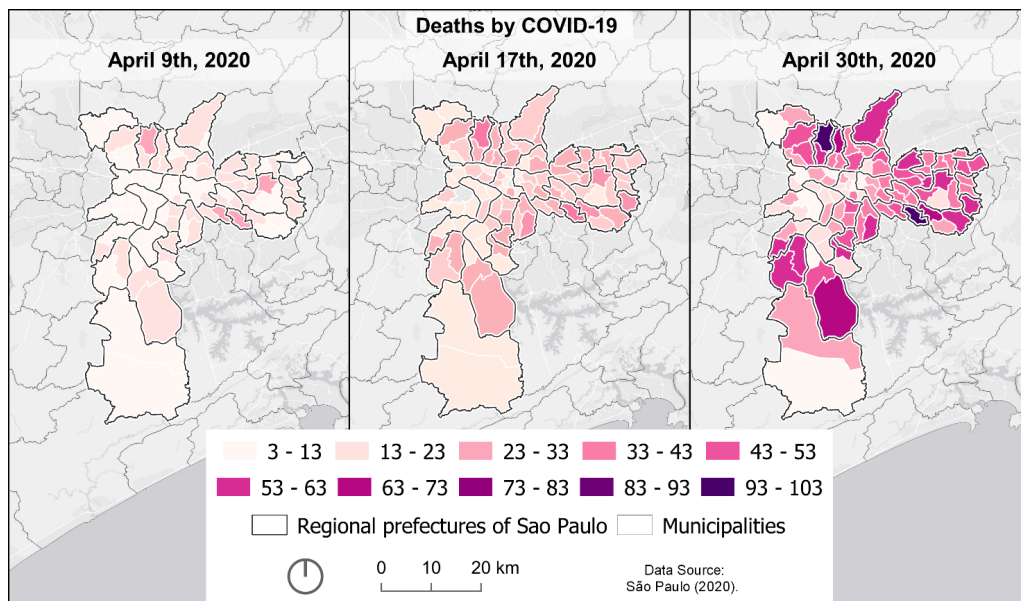 Deaths by COVID-19
April 9th, 2020
April 17th, 2020
April 30th, 2020
3 - 13
13 - 23
23 - 33
33 - 43
43 - 53
53 - 63
63 - 73
73 - 83
83 - 93
93 - 103
Regional prefectures of Sao Paulo
Municipalities
0 10 20 km
Data Source:
São Paulo (2020).